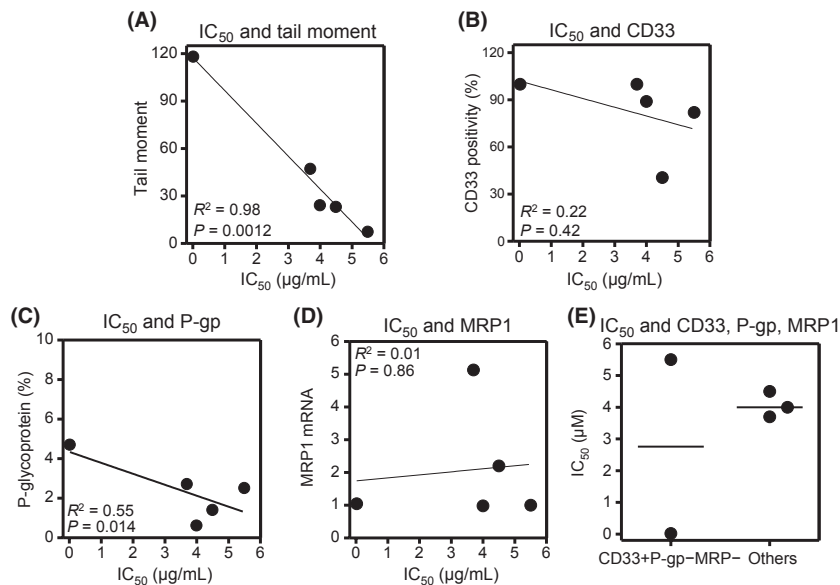 (A)
IC50 and tail moment
120
90
60
30
0
Tail moment
R² = 0.98
P = 0.0012
0 1 2 3 4 5 6
IC50 (µg/mL)
(B)
IC50 and CD33
120
90
60
30
0
CD33 positivity (%)
R² = 0.22
P = 0.42
0 1 2 3 4 5 6
IC50 (µg/mL)
(C)
IC50 and P-gp
10
8
6
4
2
0
P-glycoprotein (%)
R² = 0.55
P = 0.014
0 1 2 3 4 5 6
IC50 (µg/mL)
(D)
IC50 and MRP1
6
5
4
3
2
1
0
MRP1 mRNA
R² = 0.01
P = 0.86
0 1 2 3 4 5 6
IC50 (µg/mL)
(E)
IC50 and CD33, P-gp, MRP1
6
5
4
3
2
1
0
IC50 (µM)
CD33+P-gp−MRP− Others